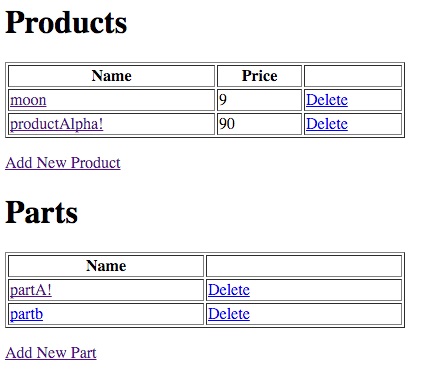 Products
Name Price
moon 9 Delete
productAlpha! 90 Delete
Add New Product
Parts
Name
partA! Delete
partb Delete
Add New Part